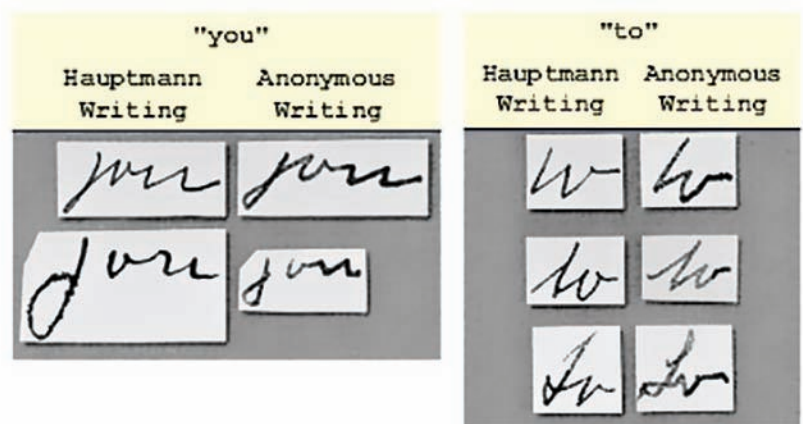 "you"
Hauptmann Writing
Anonymous Writing
you you
you you
"to"
Hauptmann Writing
Anonymous Writing
to to
to to
to to